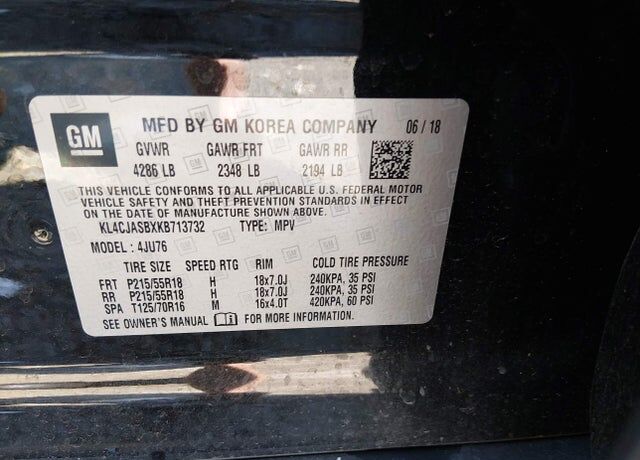 GM MFD BY GM KOREA COMPANY 06 / 18
GVWR GAWR FRT GAWR RR
4286 LB 2348 LB 2194 LB
THIS VEHICLE CONFORMS TO ALL APPLICABLE U.S. FEDERAL MOTOR
VEHICLE SAFETY AND THEFT PREVENTION STANDARDS IN EFFECT
ON THE DATE OF MANUFACTURE SHOWN ABOVE.
KL4CJASBXKB713732 TYPE: MPV
MODEL : 4JU76
TIRE SIZE SPEED RTG RIM COLD TIRE PRESSURE
FRT P215/55R18 H 18x7.0J 240KPA, 35 PSI
RR P215/55R18 H 18x7.0J 240KPA, 35 PSI
SPA T125/70R16 M 16x4.0T 420KPA, 60 PSI
SEE OWNER'S MANUAL FOR MORE INFORMATION.